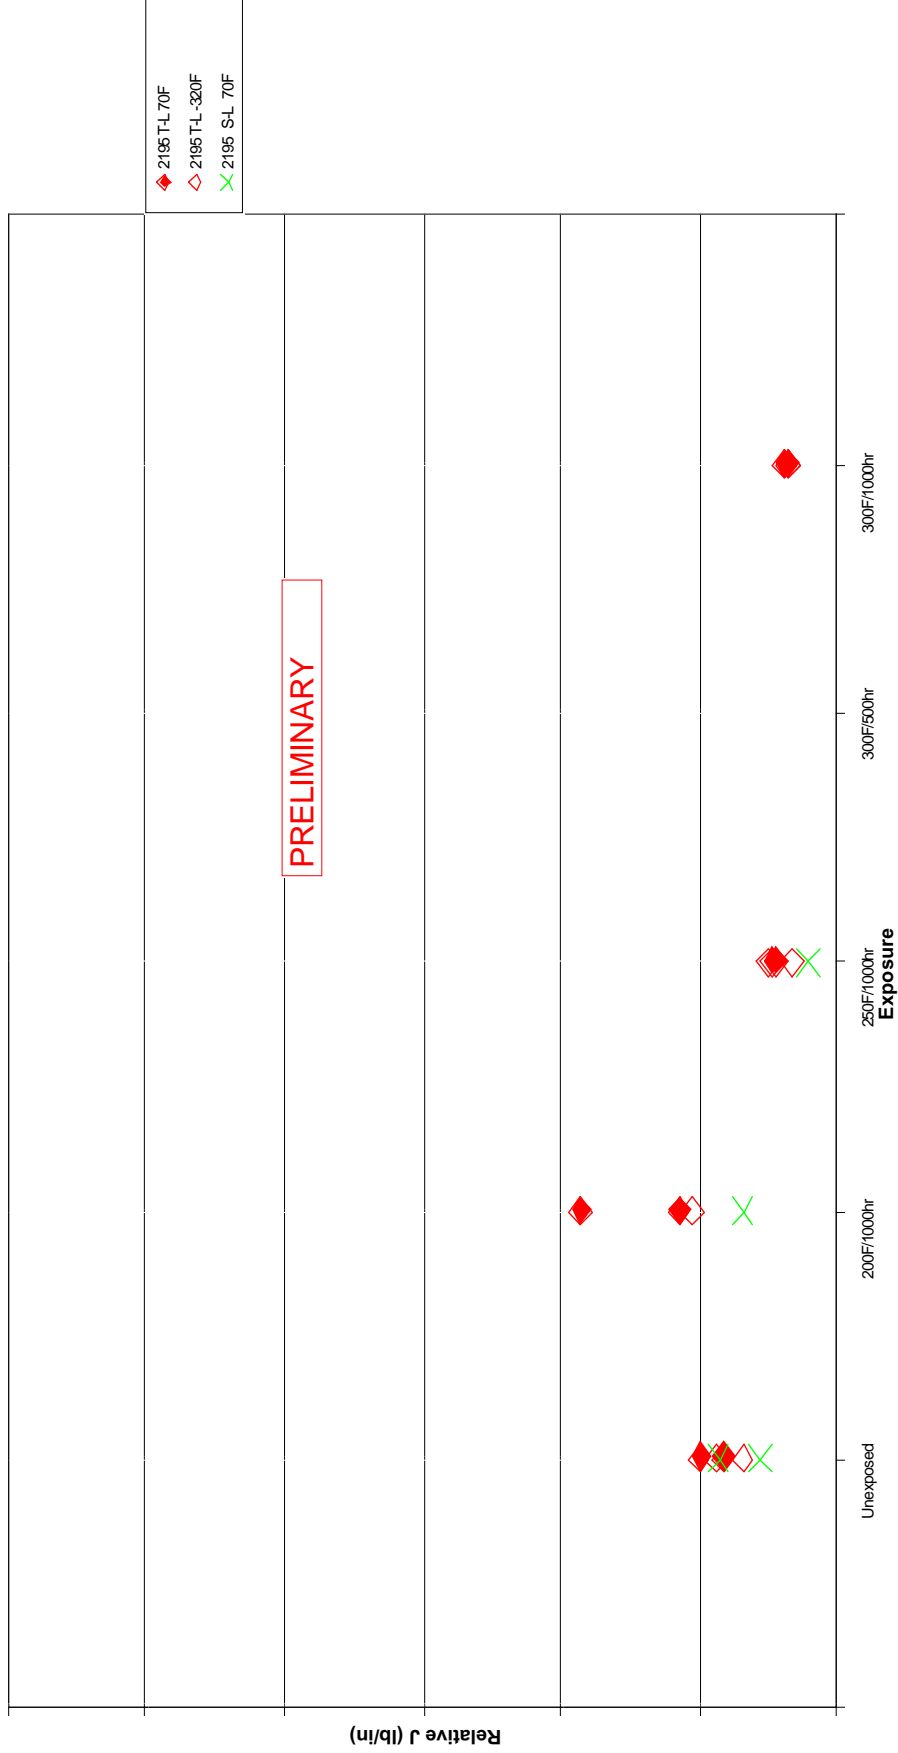 2195 T-L 70F
2195 T-L -320F
2195 S-L 70F
PRELIMINARY
Relative J (lb/in)
Unexposed
200F/1000hr
250F/1000hr
300F/500hr
300F/1000hr
Exposure